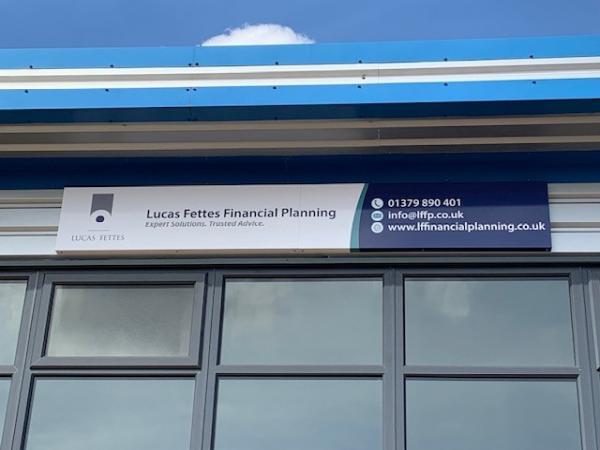 LUCAS FETTES
Lucas Fettes Financial Planning
Expert Solutions. Trusted Advice.
01379 890 401
info@lffp.co.uk
www.lffinancialplanning.co.uk